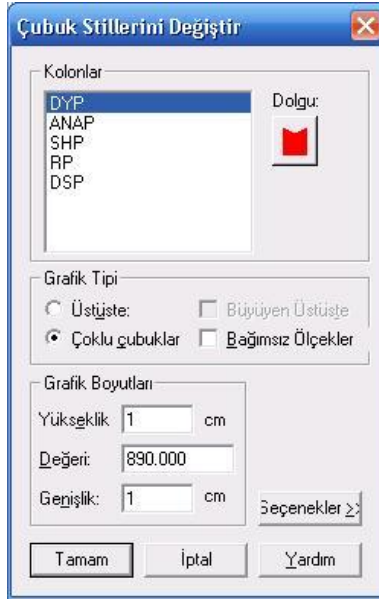 Çubuk Stillerini Değiştir
Kolonlar
DYP
ANAP
SHP
RP
DSP
Dolgu:
Grafik Tipi
Üstüste:
Büyüyen Üstüste
Çoklu çubuklar
Bağımsız Ölçekler
Grafik Boyutları
Yükseklik 1 cm
Değeri: 890.000
Genişlik: 1 cm
Seçenekler >>
Tamam İptal Yardım